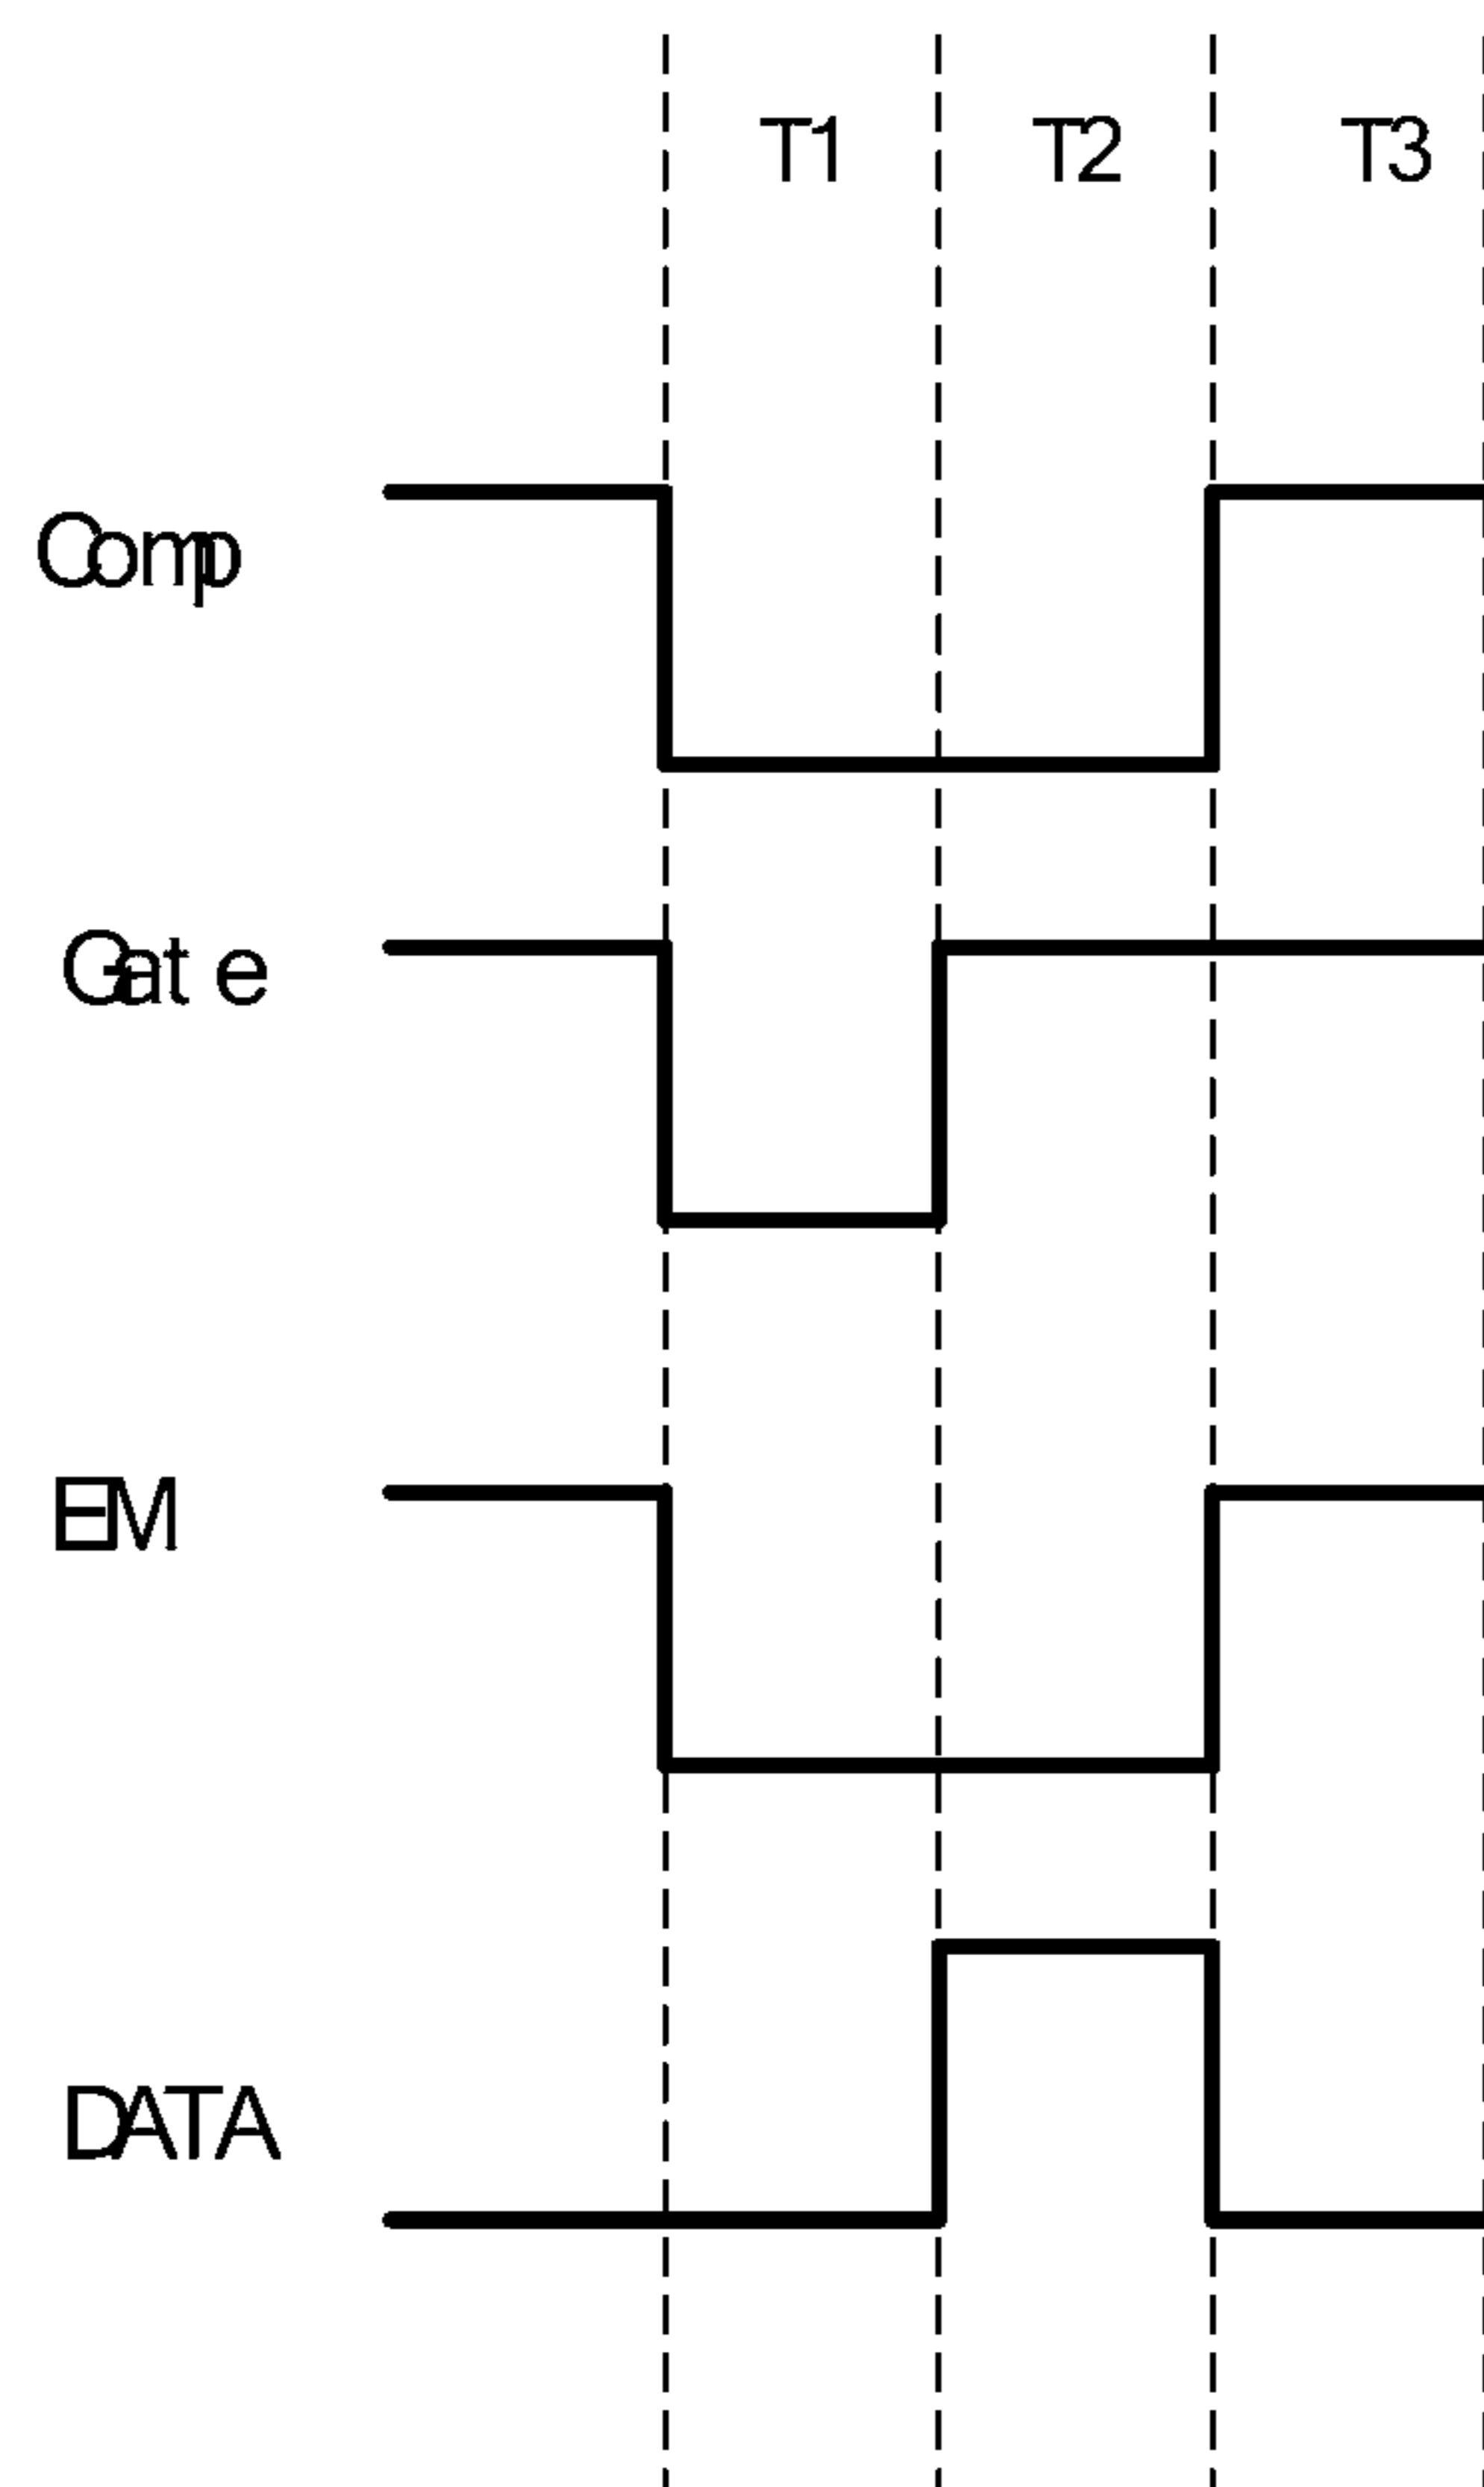 T1 T2 T3
Comp
Gate
EM
DATA